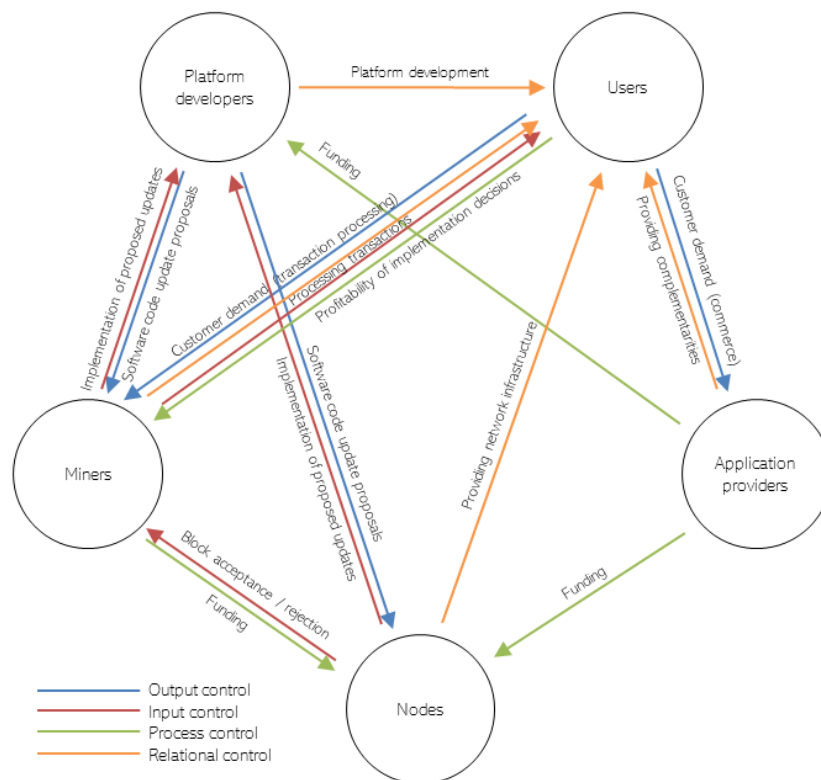 Platform
developers
Platform development
Users
Funding
Implementation of proposed updates
Software code update proposals
Customer demand (transaction processing)
Processing transactions
Profitability of implementation decisions
Customer demand (commerce)
Providing complementarities
Software code update proposals
Implementation of proposed updates
Providing network infrastructure
Miners
Application
providers
Block acceptance / rejection
Funding
Funding
Nodes
Output control
Input control
Process control
Relational control